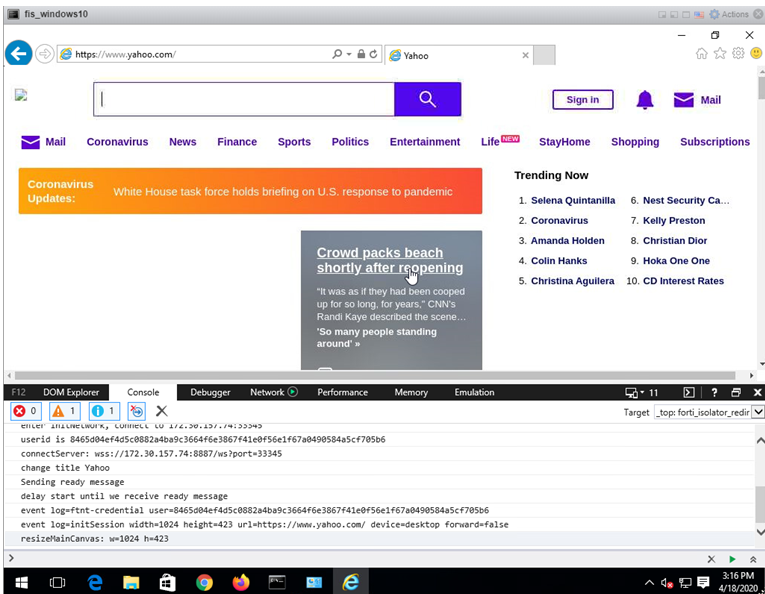 fis_windows10
Actions
https://www.yahoo.com/
Yahoo
Sign in
Mail
Mail Coronavirus News Finance Sports Politics Entertainment Life NEW StayHome Shopping Subscriptions
Coronavirus Updates:
White House task force holds briefing on U.S. response to pandemic
Trending Now
1. Selena Quintanilla
2. Coronavirus
3. Amanda Holden
4. Colin Hanks
5. Christina Aguilera
6. Nest Security Ca...
7. Kelly Preston
8. Christian Dior
9. Hoka One One
10. CD Interest Rates
Crowd packs beach
shortly after reopening
"It was as if they had been cooped
up for so long, for years," CNN's
Randi Kaye described the scene...
'So many people standing
around' »
F12 DOM Explorer Console Debugger Network Performance Memory Emulation 11 ?
0 1 1
Target _top: forti_isolator_redir
enter initNetwork, connect to 172.30.157.74:33345
userid is 8465d04ef4d5c0882a4ba9c3664f6e3867f41e0f56e1f67a0490584a5cf705b6
connectServer: wss://172.30.157.74:8887/ws?port=33345
change title Yahoo
Sending ready message
delay start until we receive ready message
event log=ftnt-credential user=8465d04ef4d5c0882a4ba9c3664f6e3867f41e0f56e1f67a0490584a5cf705b6
event log=initSession width=1024 height=423 url=https://www.yahoo.com/ device=desktop forward=false
resizeMainCanvas: w=1024 h=423
3:16 PM
4/18/2020